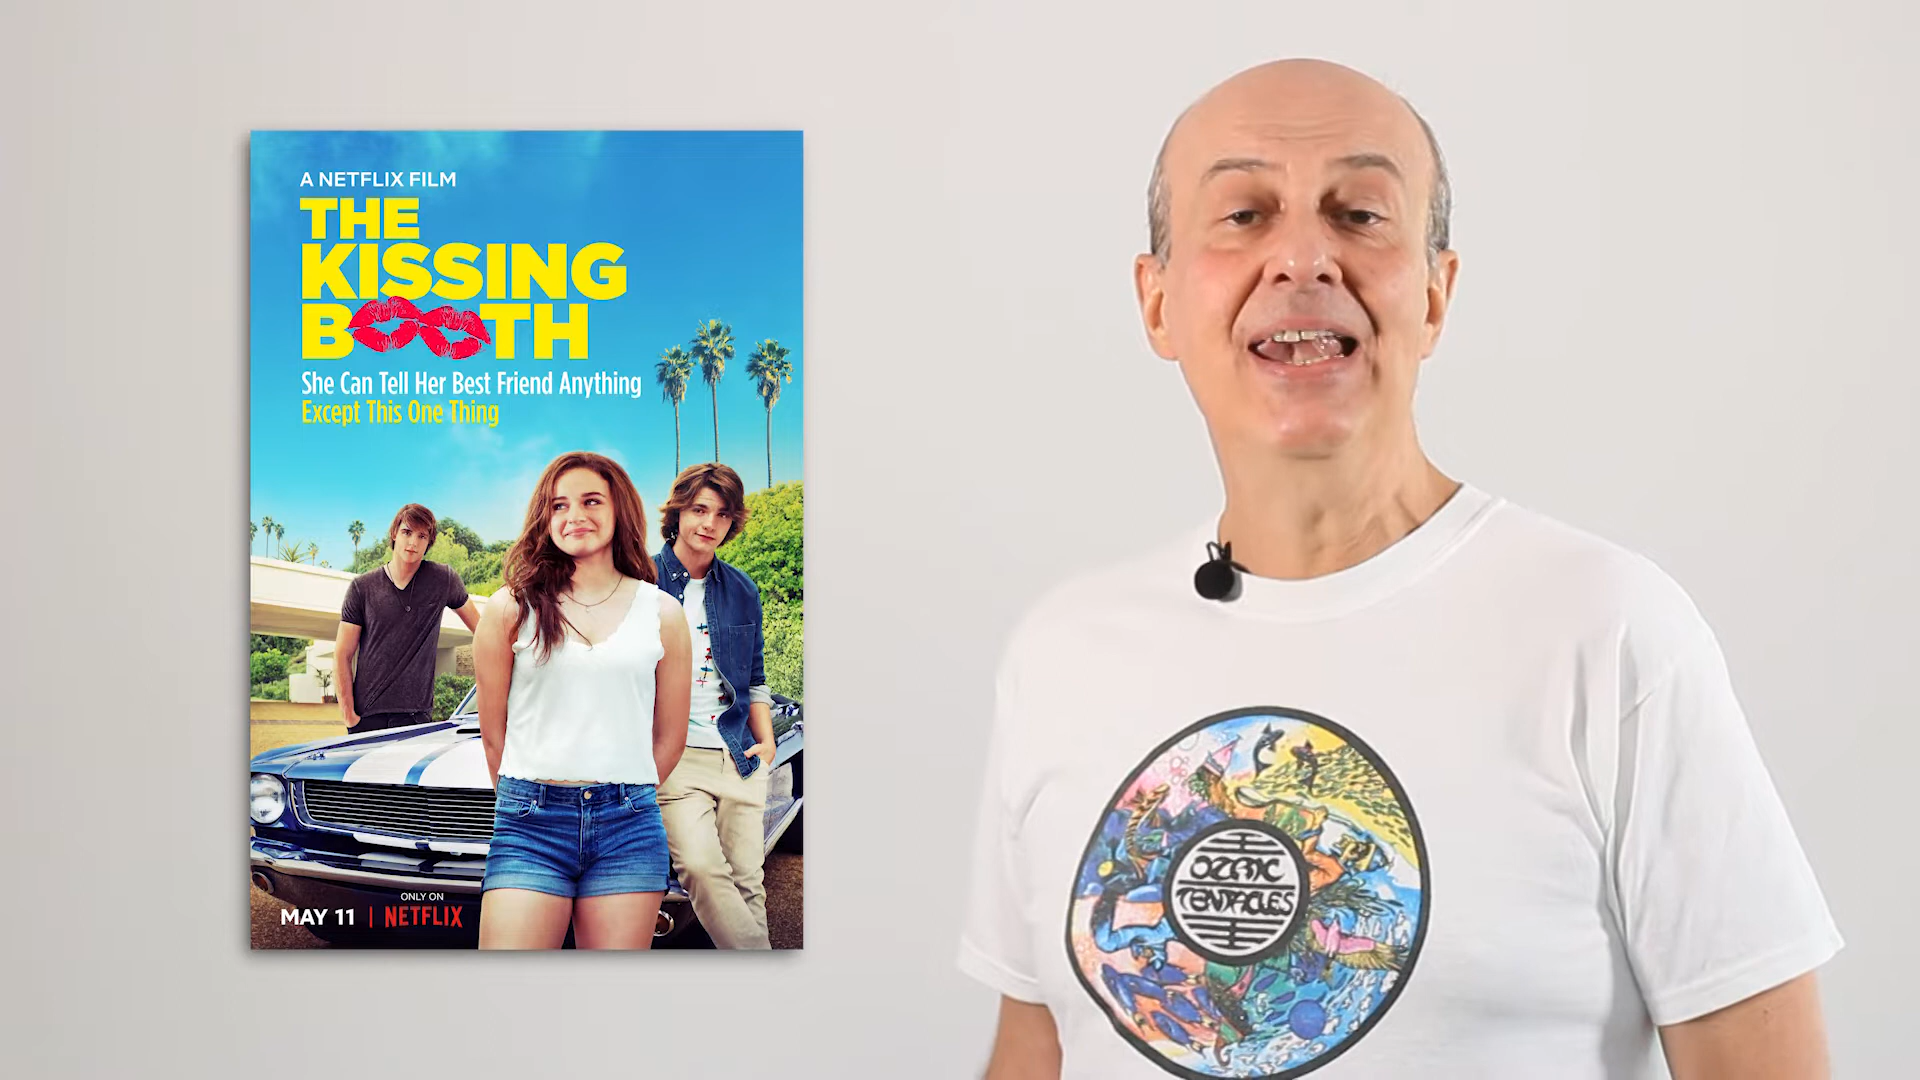 A NETFLIX FILM
THE
KISSING
BOOTH
She Can Tell Her Best Friend Anything
Except This One Thing
ONLY ON
MAY 11 | NETFLIX
OZRIC
TENTACLES